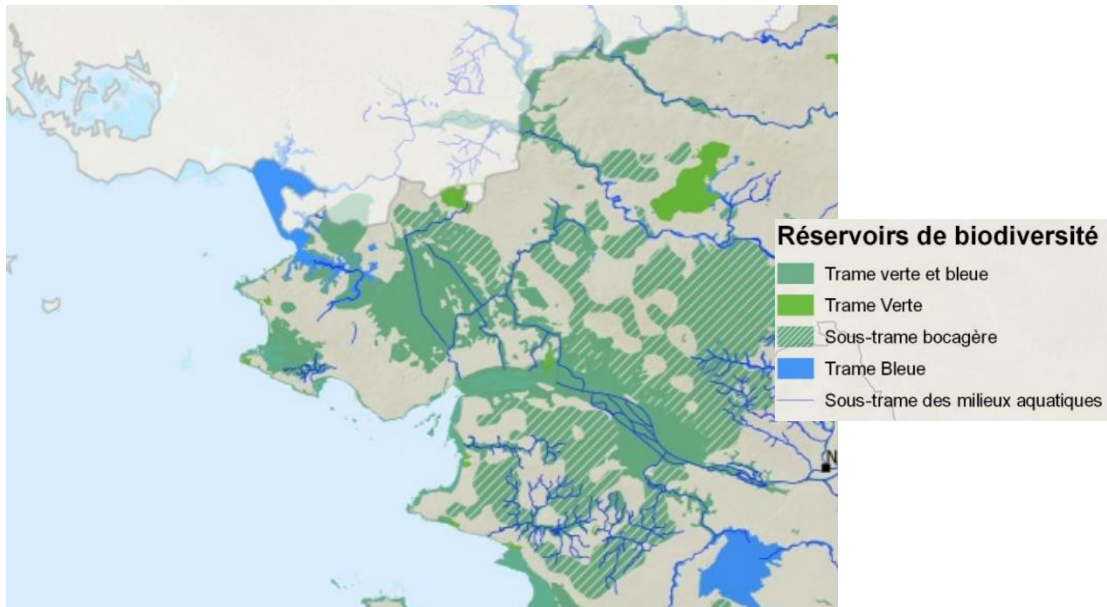 Réservoirs de biodiversité
Trame verte et bleue
Trame Verte
Sous-trame bocagère
Trame Bleue
Sous-trame des milieux aquatiques
N